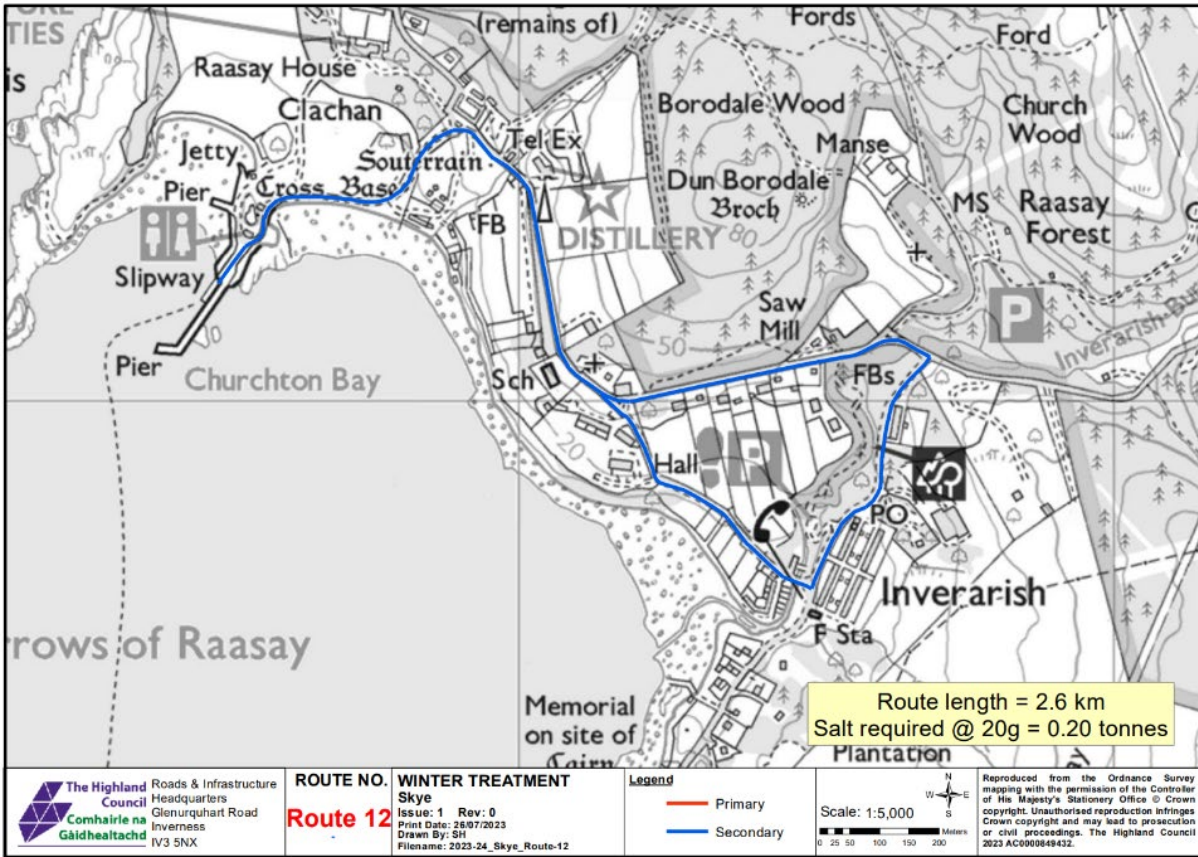 TIES
is
(remains of)
Fords
Ford
Raasay House
Clachan
Borodale Wood
Church
Wood
Jetty
Souterrain
Tel Ex
Manse
Pier
Cross Base
Dun Borodale
Broch
MS
Raasay
Forest
FB
DISTILLERY
80
Slipway
Saw
Mill
P
50
Inverarish Bu
Pier
Churchton Bay
Sch
FBs
20
Hall
P
PO
Inverarish
rrows of Raasay
F Sta
Memorial
on site of
Cairn
Plantation
Route length = 2.6 km
Salt required @ 20g = 0.20 tonnes
The Highland
Council
Comhairle na
Gàidhealtachd
Roads & Infrastructure
Headquarters
Glenurquhart Road
Inverness
IV3 5NX
ROUTE NO.
Route 12
-
WINTER TREATMENT
Skye
Issue: 1 Rev: 0
Print Date: 26/07/2023
Drawn By: SH
Filename: 2023-24_Skye_Route-12
Legend
Primary
Secondary
Scale: 1:5,000
N
W E
S
0 25 50 100 150 200 Meters
Reproduced from the Ordnance Survey
mapping with the permission of the Controller
of His Majesty's Stationery Office © Crown
copyright. Unauthorised reproduction infringes
Crown copyright and may lead to prosecution
or civil proceedings. The Highland Council
2023 AC0000849432.